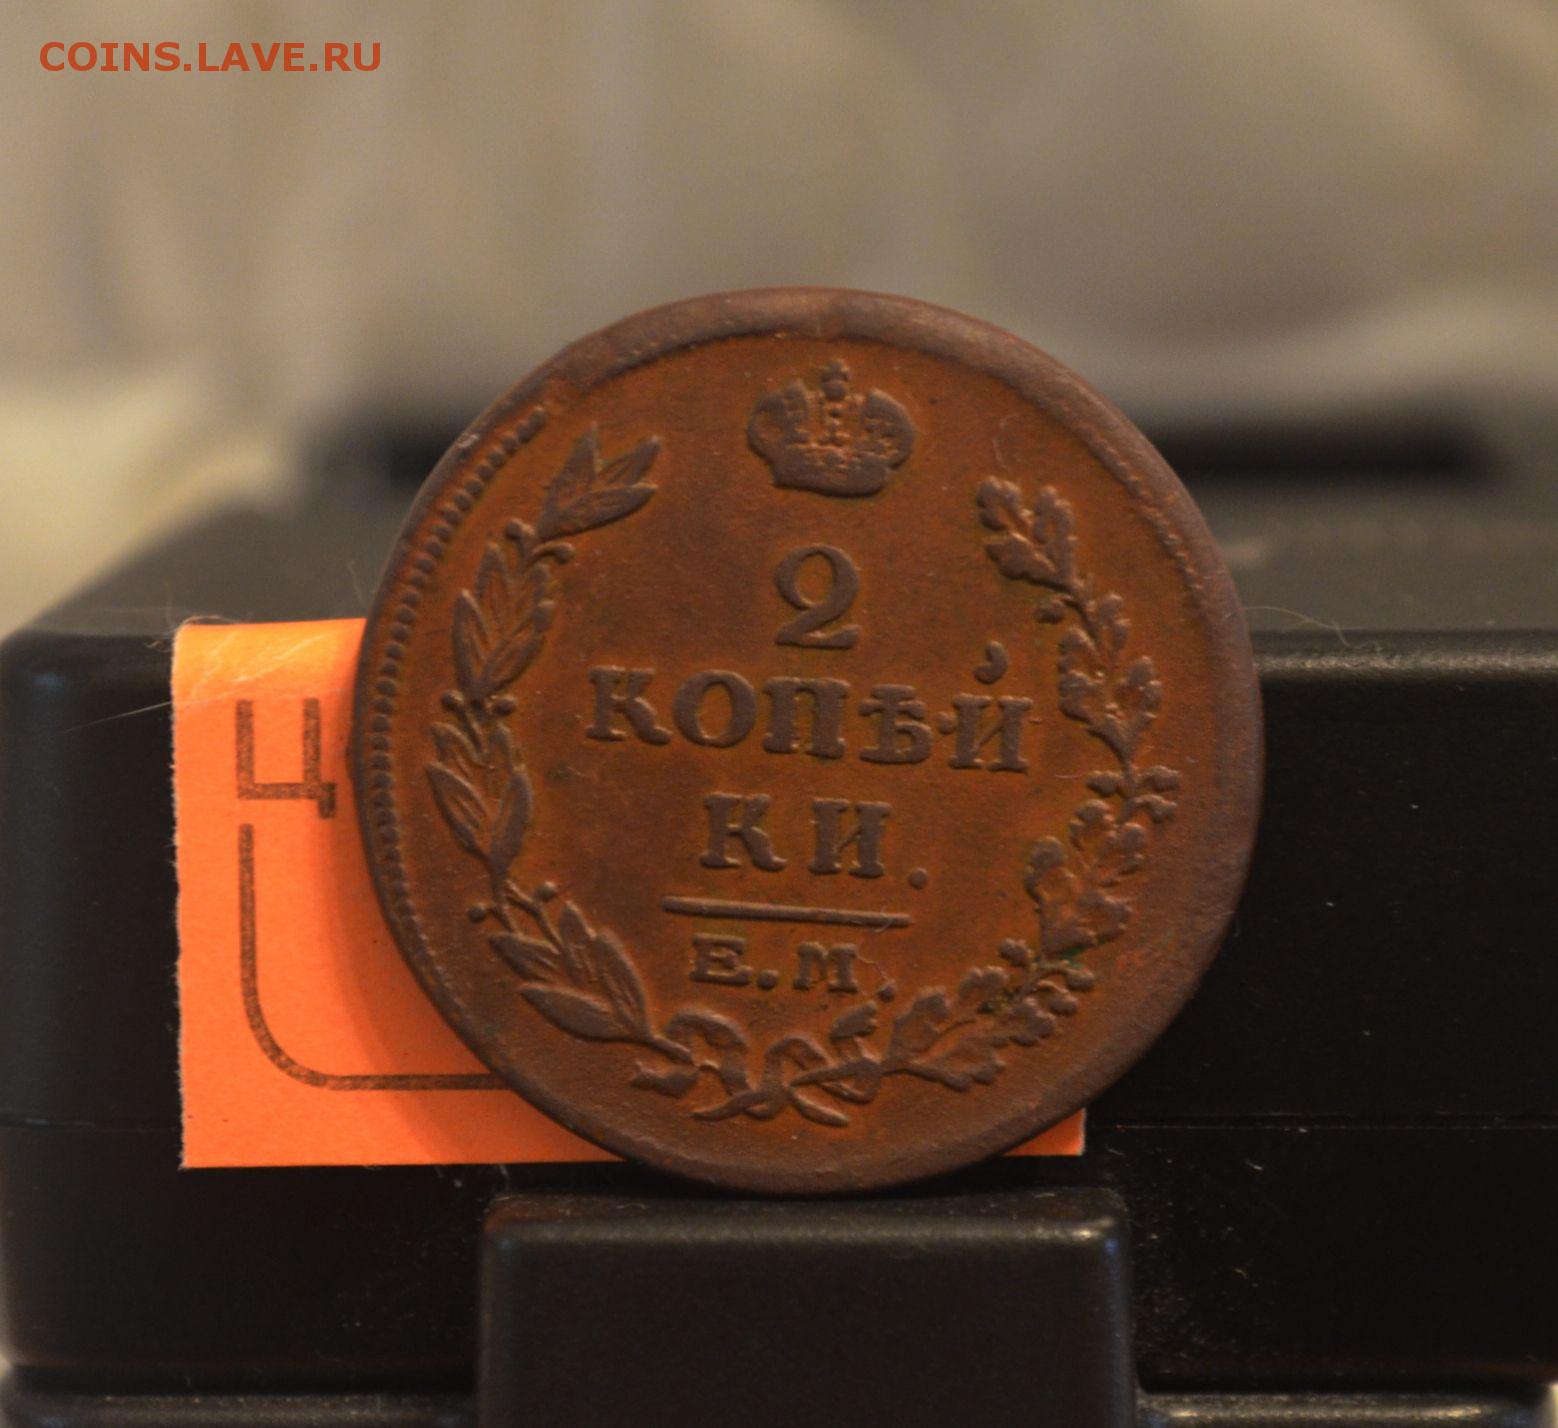 COINS.LAVE.RU
2
КОПѢЙ
КИ.
Е.М.
Ц